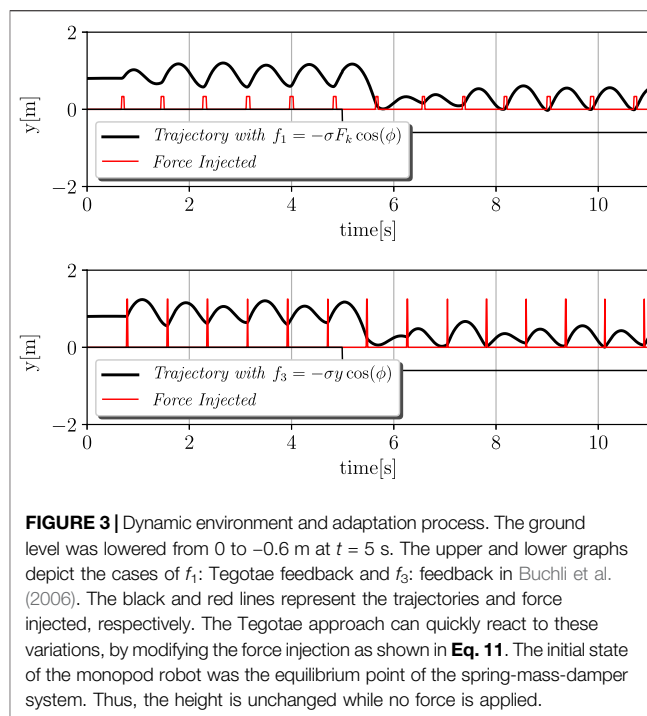 2
0
−2
y[m]
Trajectory with f₁ = −σFₖ cos(ϕ)
Force Injected
0 2 4 6 8 10
time[s]
2
0
−2
y[m]
Trajectory with f₃ = −σy cos(ϕ)
Force Injected
0 2 4 6 8 10
time[s]
FIGURE 3 | Dynamic environment and adaptation process. The ground
level was lowered from 0 to −0.6 m at t = 5 s. The upper and lower graphs
depict the cases of f₁: Tegotae feedback and f₃: feedback in Buchli et al.
(2006). The black and red lines represent the trajectories and force
injected, respectively. The Tegotae approach can quickly react to these
variations, by modifying the force injection as shown in Eq. 11. The initial state
of the monopod robot was the equilibrium point of the spring-mass-damper
system. Thus, the height is unchanged while no force is applied.